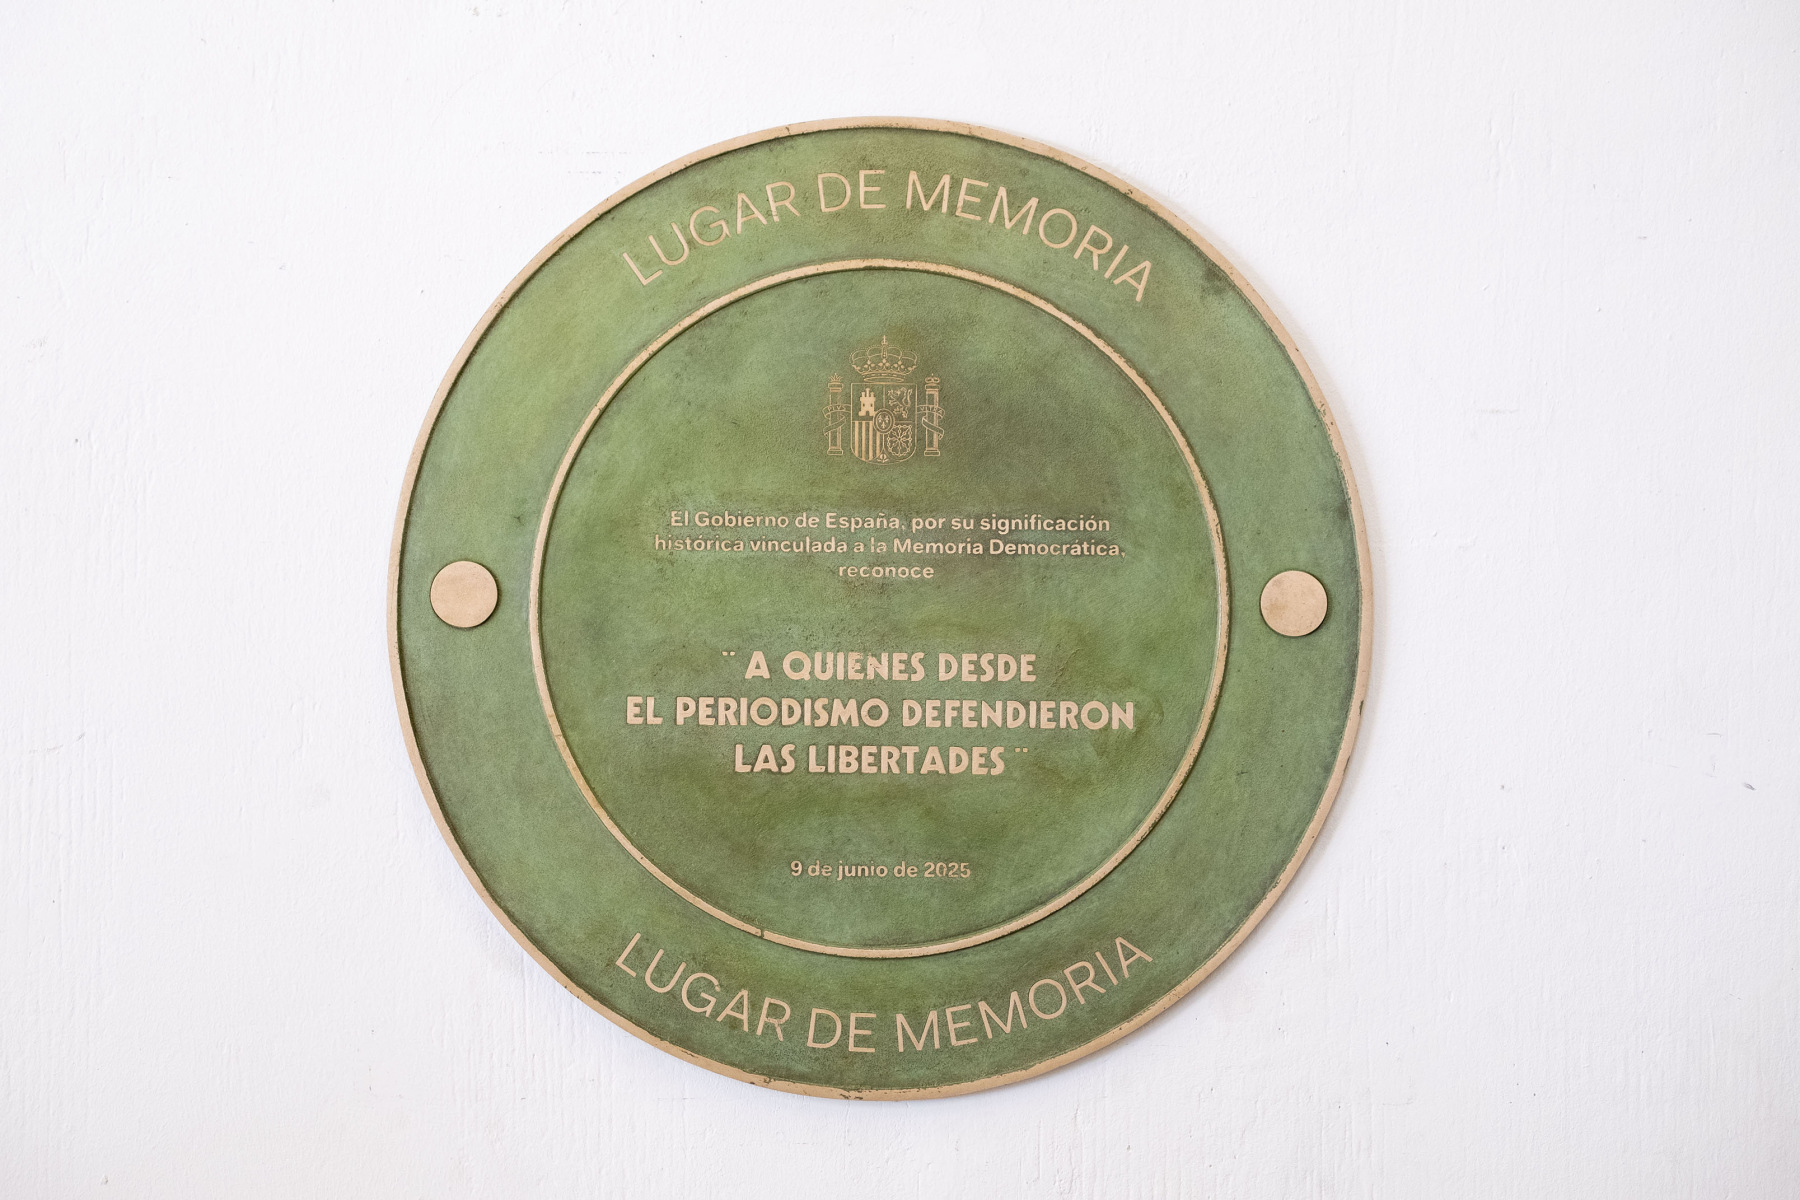 LUGAR DE MEMORIA
El Gobierno de España, por su significación
histórica vinculada a la Memoria Democrática,
reconoce
¨ A QUIENES DESDE
EL PERIODISMO DEFENDIERON
LAS LIBERTADES ¨
9 de junio de 2025
LUGAR DE MEMORIA